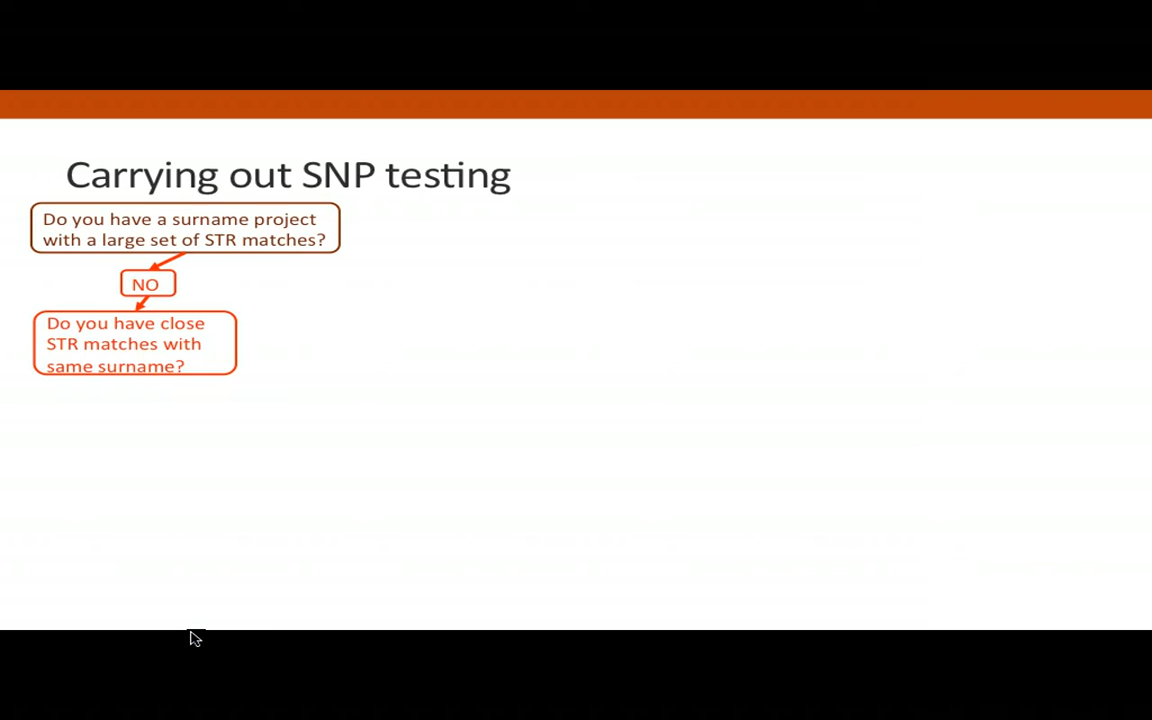 Carrying out SNP testing
Do you have a surname project
with a large set of STR matches?
NO
Do you have close
STR matches with
same surname?